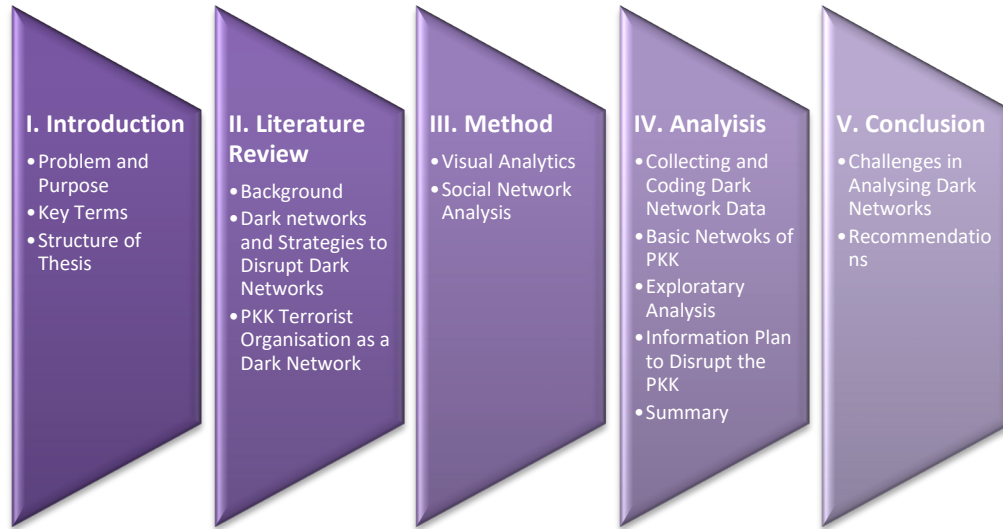 I. Introduction
•Problem and
Purpose
•Key Terms
•Structure of
Thesis
II. Literature
Review
•Background
•Dark networks
and Strategies to
Disrupt Dark
Networks
•PKK Terrorist
Organisation as a
Dark Network
III. Method
•Visual Analytics
•Social Network
Analysis
IV. Analyisis
•Collecting and
Coding Dark
Network Data
•Basic Netwoks of
PKK
•Exploratary
Analysis
•Information Plan
to Disrupt the
PKK
•Summary
V. Conclusion
•Challenges in
Analysing Dark
Networks
•Recommendatio
ns